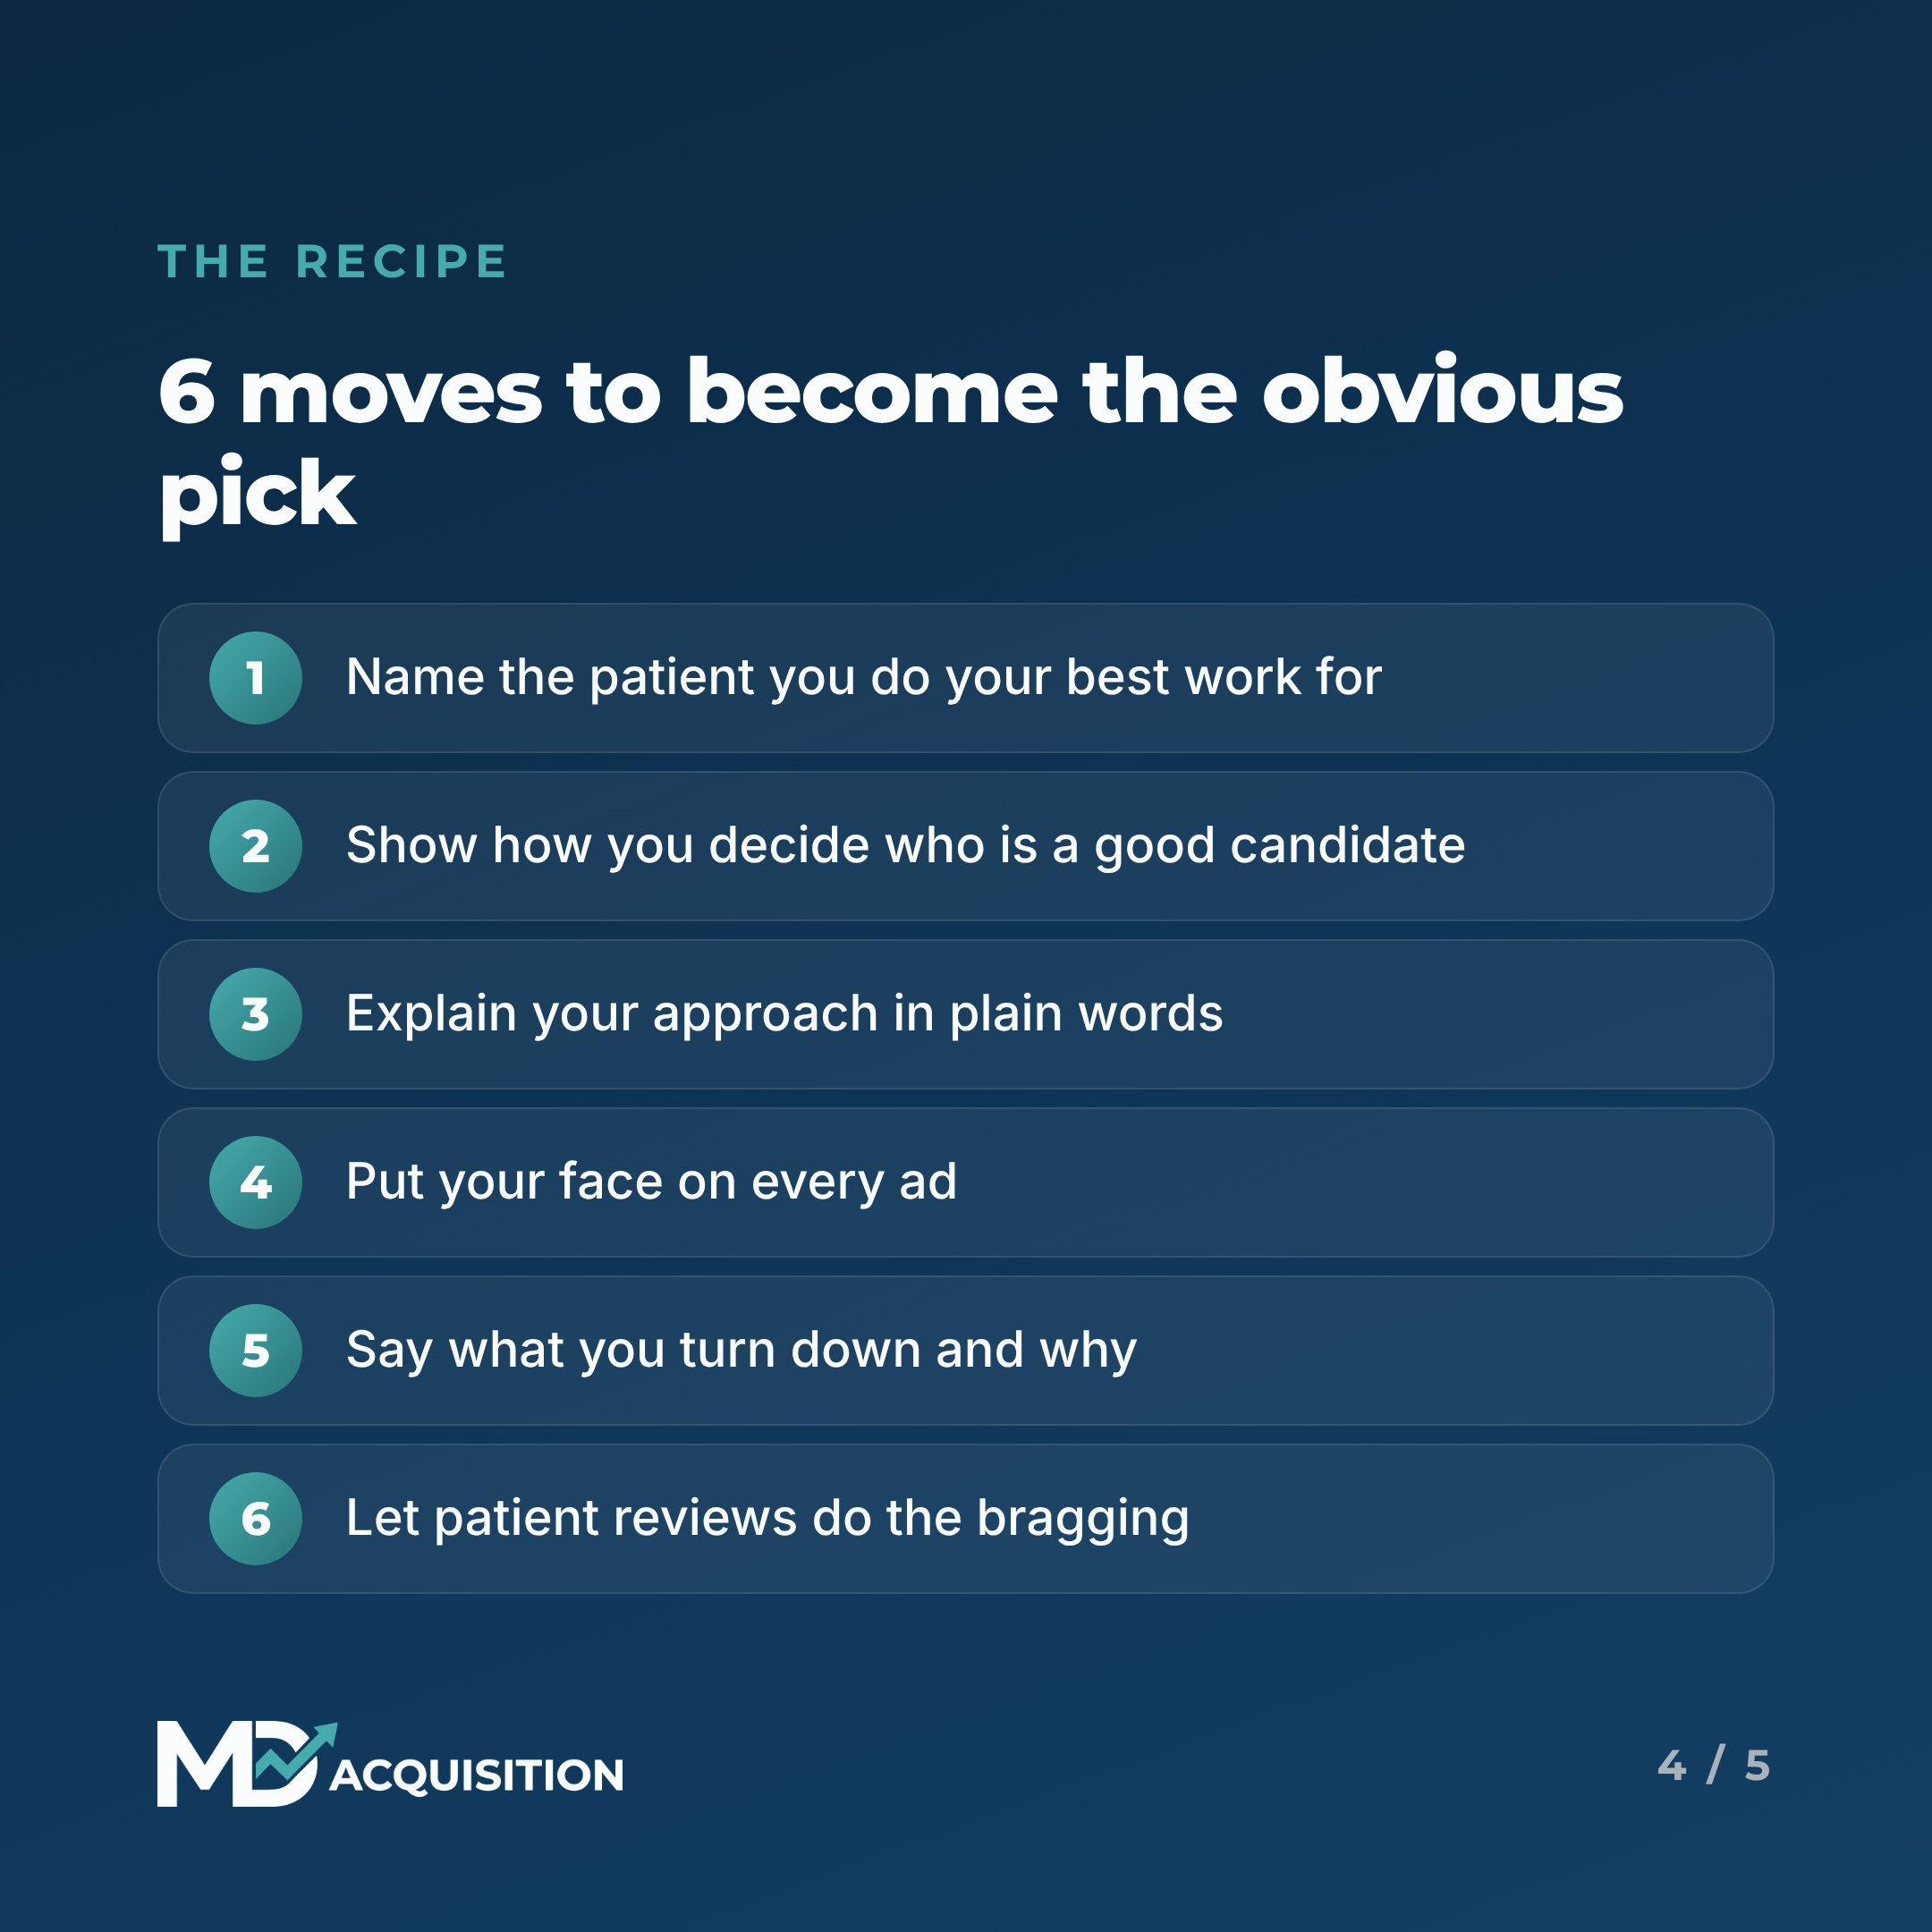 THE RECIPE
6 moves to become the obvious
pick
1 Name the patient you do your best work for
2 Show how you decide who is a good candidate
3 Explain your approach in plain words
4 Put your face on every ad
5 Say what you turn down and why
6 Let patient reviews do the bragging
MD ACQUISITION
4 / 5